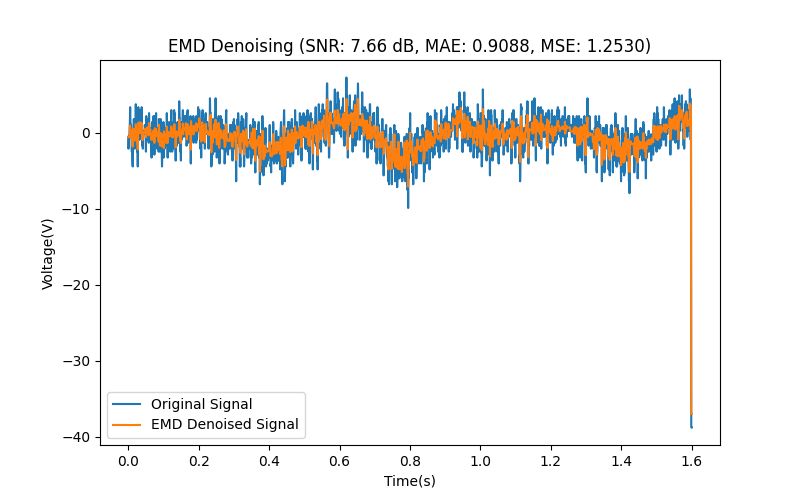 EMD Denoising (SNR: 7.66 dB, MAE: 0.9088, MSE: 1.2530)
Voltage(V)
0
−10
−20
−30
−40
Original Signal
EMD Denoised Signal
0.0 0.2 0.4 0.6 0.8 1.0 1.2 1.4 1.6
Time(s)